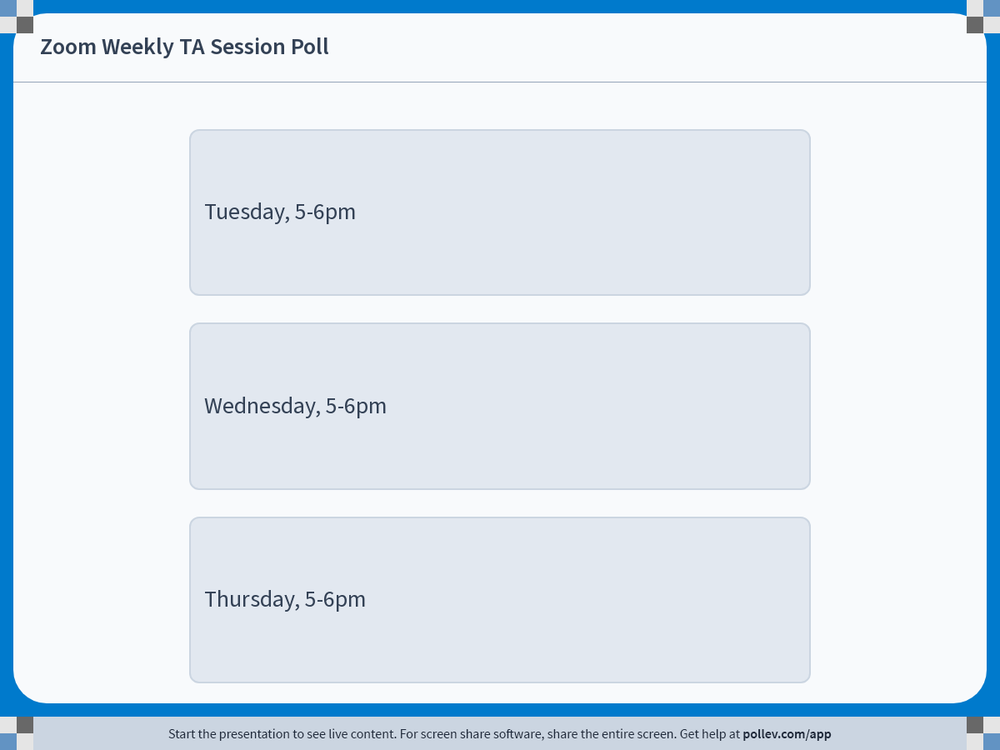 Zoom Weekly TA Session Poll
Tuesday, 5-6pm
Wednesday, 5-6pm
Thursday, 5-6pm
Start the presentation to see live content. For screen share software, share the entire screen. Get help at pollev.com/app